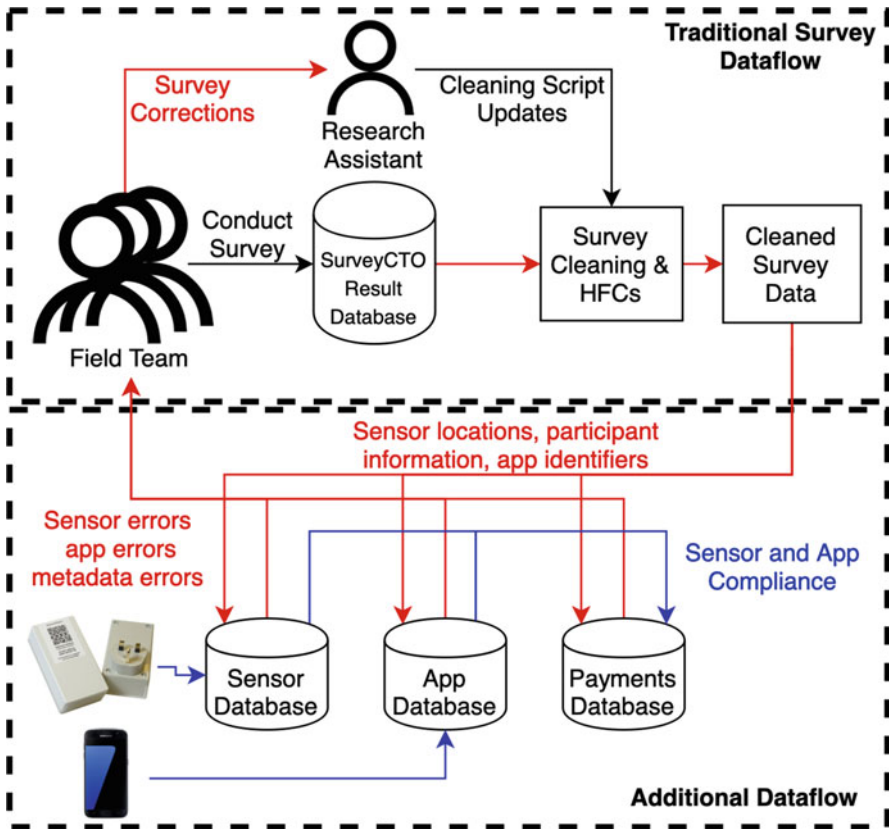 Traditional Survey
Dataflow
Survey
Corrections
Cleaning Script
Updates
Research
Assistant
Conduct
Survey
SurveyCTO
Result
Database
Survey
Cleaning &
HFCs
Cleaned
Survey
Data
Field Team
Sensor locations, participant
information, app identifiers
Sensor errors
app errors
metadata errors
Sensor and App
Compliance
Sensor
Database
App
Database
Payments
Database
Additional Dataflow